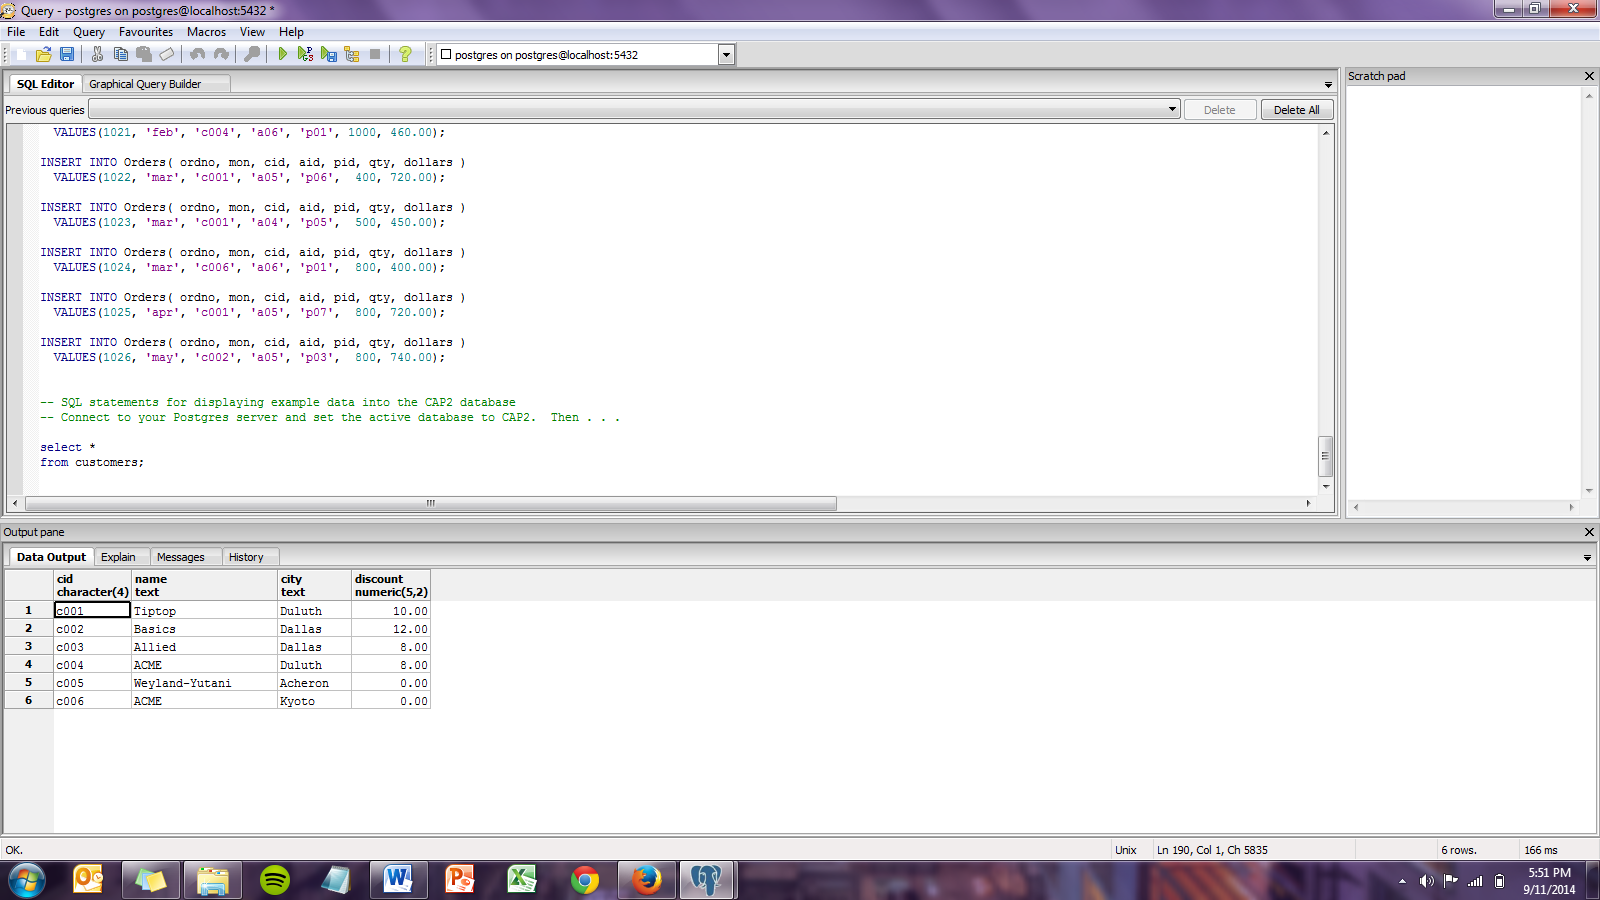 Query - postgres on postgres@localhost:5432 *
File Edit Query Favourites Macros View Help
postgres on postgres@localhost:5432
SQL Editor Graphical Query Builder
Previous queries Delete Delete All
VALUES(1021, 'feb', 'c004', 'a06', 'p01', 1000, 460.00);
INSERT INTO Orders( ordno, mon, cid, aid, pid, qty, dollars )
VALUES(1022, 'mar', 'c001', 'a05', 'p06',  400, 720.00);
INSERT INTO Orders( ordno, mon, cid, aid, pid, qty, dollars )
VALUES(1023, 'mar', 'c001', 'a04', 'p05',  500, 450.00);
INSERT INTO Orders( ordno, mon, cid, aid, pid, qty, dollars )
VALUES(1024, 'mar', 'c006', 'a06', 'p01',  800, 400.00);
INSERT INTO Orders( ordno, mon, cid, aid, pid, qty, dollars )
VALUES(1025, 'apr', 'c001', 'a05', 'p07',  800, 720.00);
INSERT INTO Orders( ordno, mon, cid, aid, pid, qty, dollars )
VALUES(1026, 'may', 'c002', 'a05', 'p03',  800, 740.00);
-- SQL statements for displaying example data into the CAP2 database
-- Connect to your Postgres server and set the active database to CAP2.  Then . . .
select *
from customers;
Scratch pad
Output pane
Data Output Explain Messages History
cid name city discount
character(4) text text numeric(5,2)
1 c001 Tiptop Duluth 10.00
2 c002 Basics Dallas 12.00
3 c003 Allied Dallas 8.00
4 c004 ACME Duluth 8.00
5 c005 Weyland-Yutani Acheron 0.00
6 c006 ACME Kyoto 0.00
OK. Unix Ln 190, Col 1, Ch 5835 6 rows. 166 ms
5:51 PM
9/11/2014